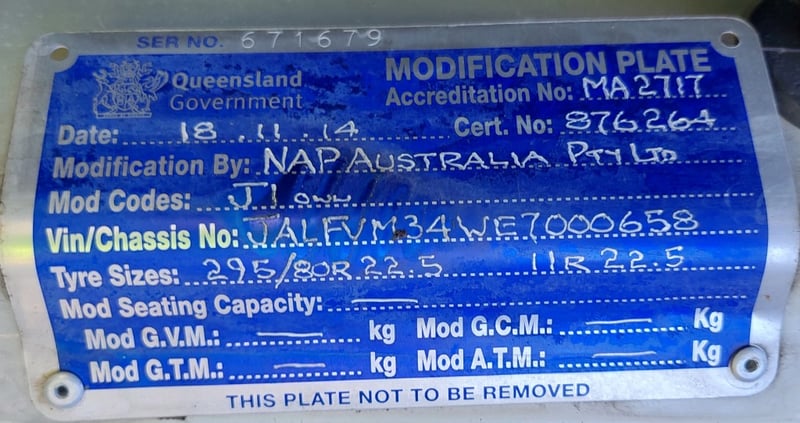 SER NO. 671679
Queensland
Government
MODIFICATION PLATE
Accreditation No: MA2717
Date: 18.11.14 Cert. No: 876264
Modification By: NAP AUSTRALIA PTY LTD
Mod Codes: J1
Vin/Chassis No: JALFVM34WE7000658
Tyre Sizes: 295/80R22.5 11R22.5
Mod Seating Capacity: —
Mod G.V.M.: — kg Mod G.C.M.: — Kg
Mod G.T.M.: — kg Mod A.T.M.: — Kg
THIS PLATE NOT TO BE REMOVED